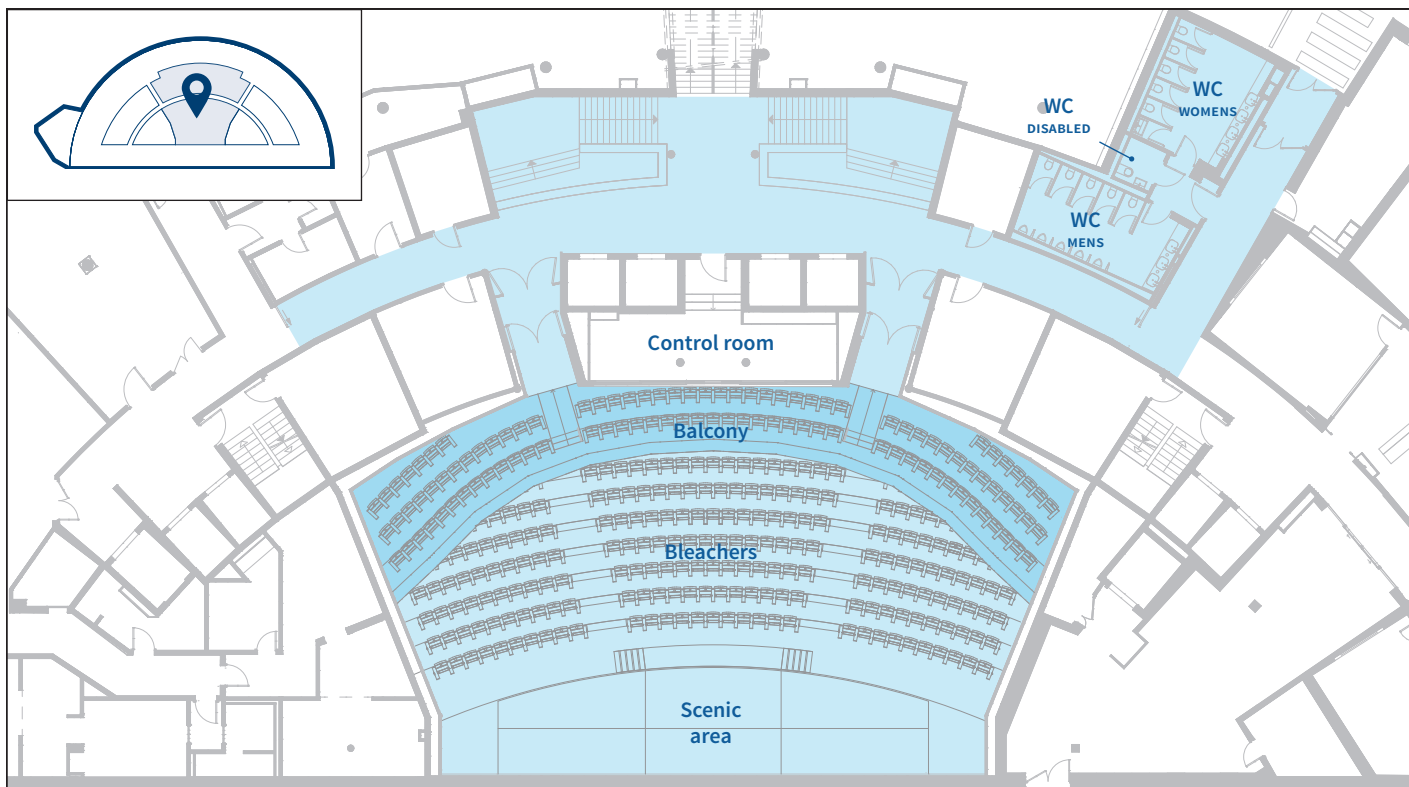 WC
WOMENS
WC
DISABLED
WC
MENS
Control room
Balcony
Bleachers
Scenic
area